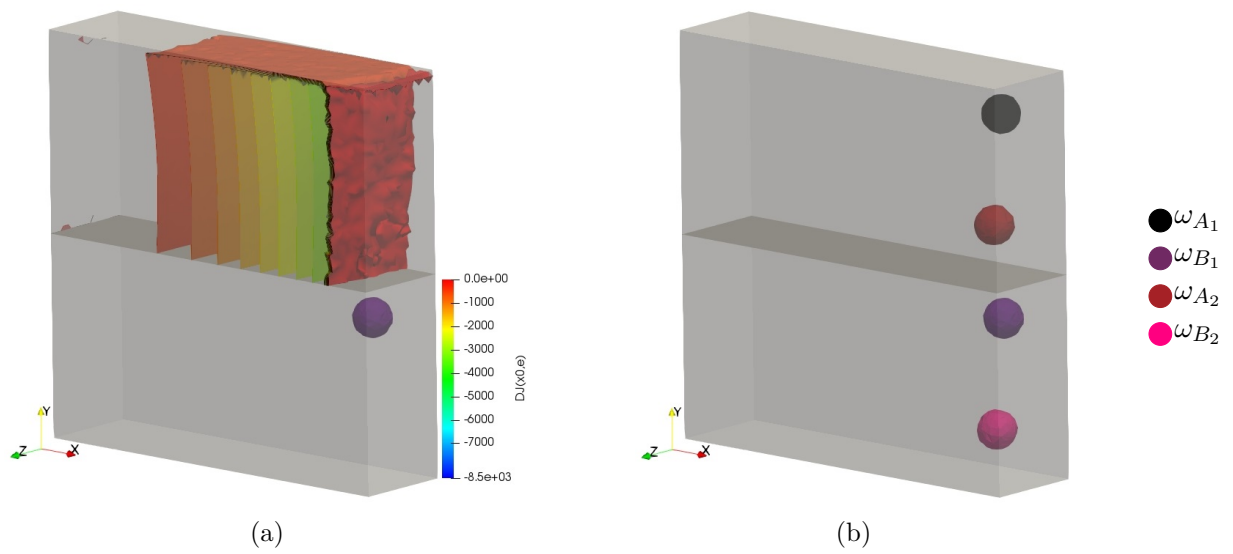 0.0e+00
-1000
-2000
-3000
-4000
-5000
-6000
-7000
-8.5e+03
DJ(x0,e)
Y
Z
X
(a)
Y
Z
X
(b)
ω_{A_1}
ω_{B_1}
ω_{A_2}
ω_{B_2}